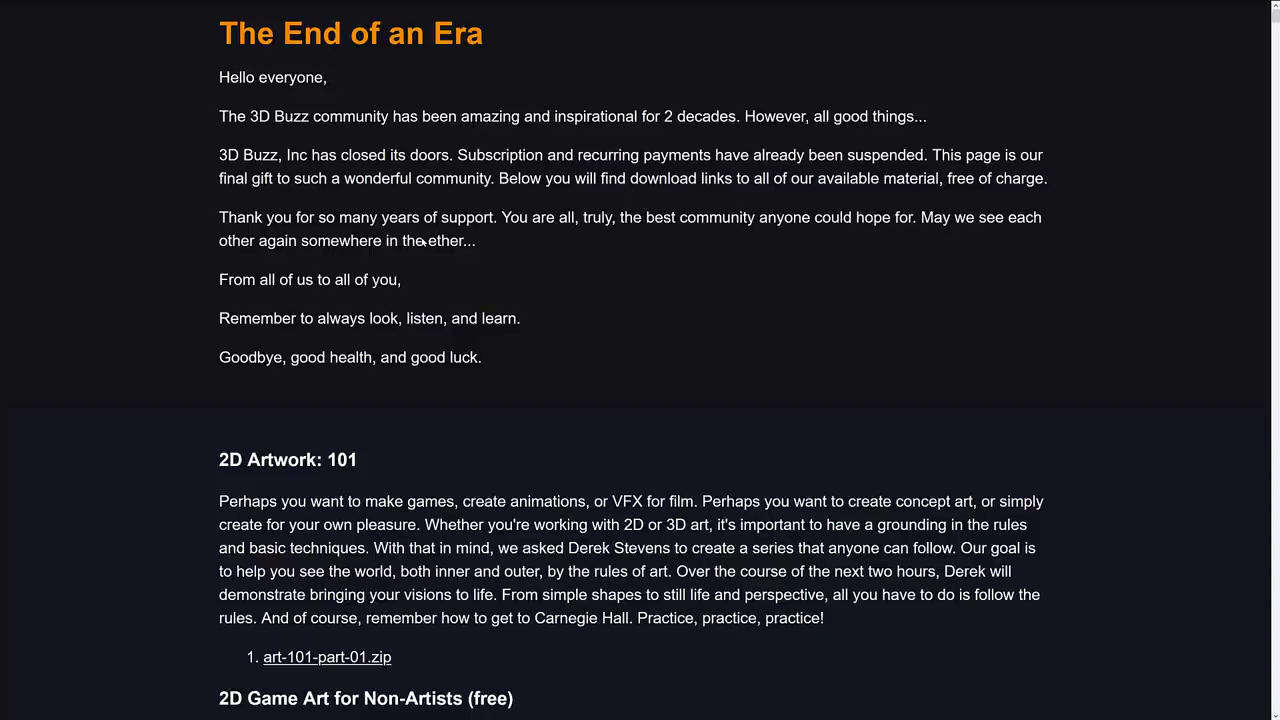 The End of an Era
Hello everyone,
The 3D Buzz community has been amazing and inspirational for 2 decades. However, all good things...
3D Buzz, Inc has closed its doors. Subscription and recurring payments have already been suspended. This page is our
final gift to such a wonderful community. Below you will find download links to all of our available material, free of charge.
Thank you for so many years of support. You are all, truly, the best community anyone could hope for. May we see each
other again somewhere in the ether...
From all of us to all of you,
Remember to always look, listen, and learn.
Goodbye, good health, and good luck.
2D Artwork: 101
Perhaps you want to make games, create animations, or VFX for film. Perhaps you want to create concept art, or simply
create for your own pleasure. Whether you're working with 2D or 3D art, it's important to have a grounding in the rules
and basic techniques. With that in mind, we asked Derek Stevens to create a series that anyone can follow. Our goal is
to help you see the world, both inner and outer, by the rules of art. Over the course of the next two hours, Derek will
demonstrate bringing your visions to life. From simple shapes to still life and perspective, all you have to do is follow the
rules. And of course, remember how to get to Carnegie Hall. Practice, practice, practice!
1. art-101-part-01.zip
2D Game Art for Non-Artists (free)